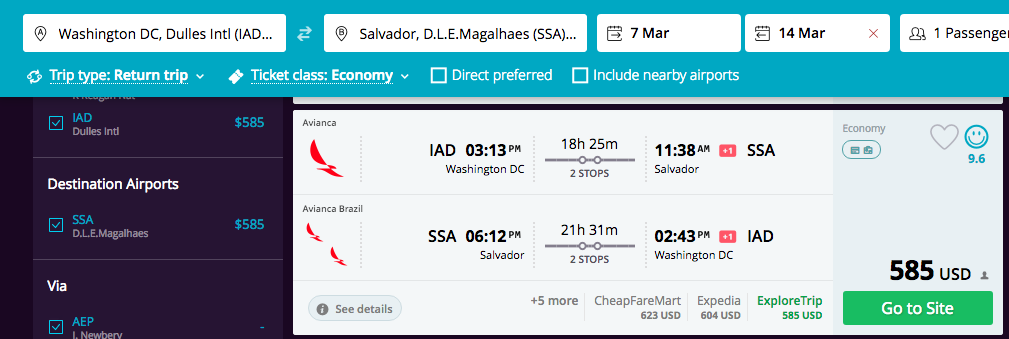 A Washington DC, Dulles Intl (IAD...
B Salvador, D.L.E.Magalhaes (SSA)...
7 Mar
14 Mar
1 Passenger
Trip type: Return trip
Ticket class: Economy
Direct preferred
Include nearby airports
IAD $585
Dulles Intl
Destination Airports
SSA $585
D.L.E.Magalhaes
Via
AEP -
J. Newbery
Avianca
IAD 03:13 PM
Washington DC
18h 25m
2 STOPS
11:38 AM +1 SSA
Salvador
Avianca Brazil
SSA 06:12 PM
Salvador
21h 31m
2 STOPS
02:43 PM +1 IAD
Washington DC
See details
+5 more
CheapFareMart
623 USD
Expedia
604 USD
ExploreTrip
585 USD
Economy
9.6
585 USD
Go to Site